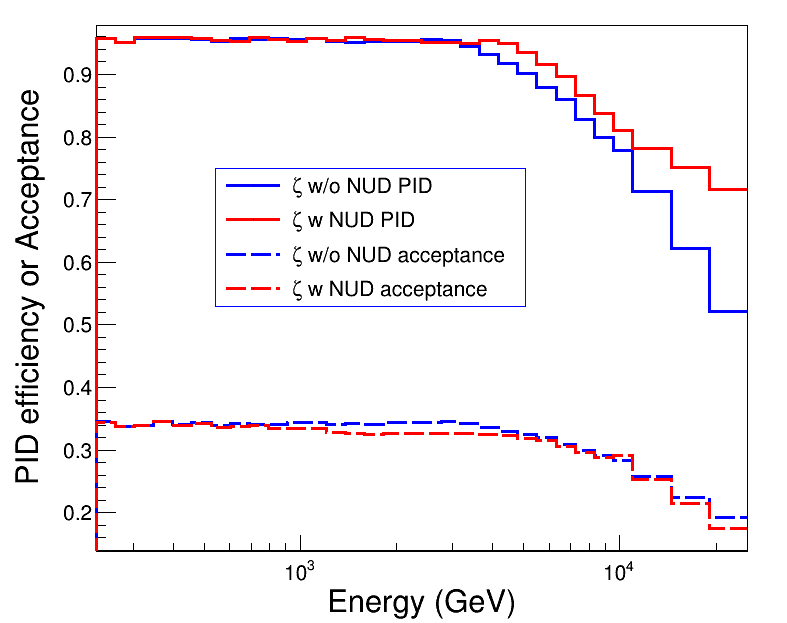 PID efficiency or Acceptance
0.9
0.8
0.7
0.6
0.5
0.4
0.3
0.2
ζ w/o NUD PID
ζ w NUD PID
ζ w/o NUD acceptance
ζ w NUD acceptance
10³ 10⁴
Energy (GeV)